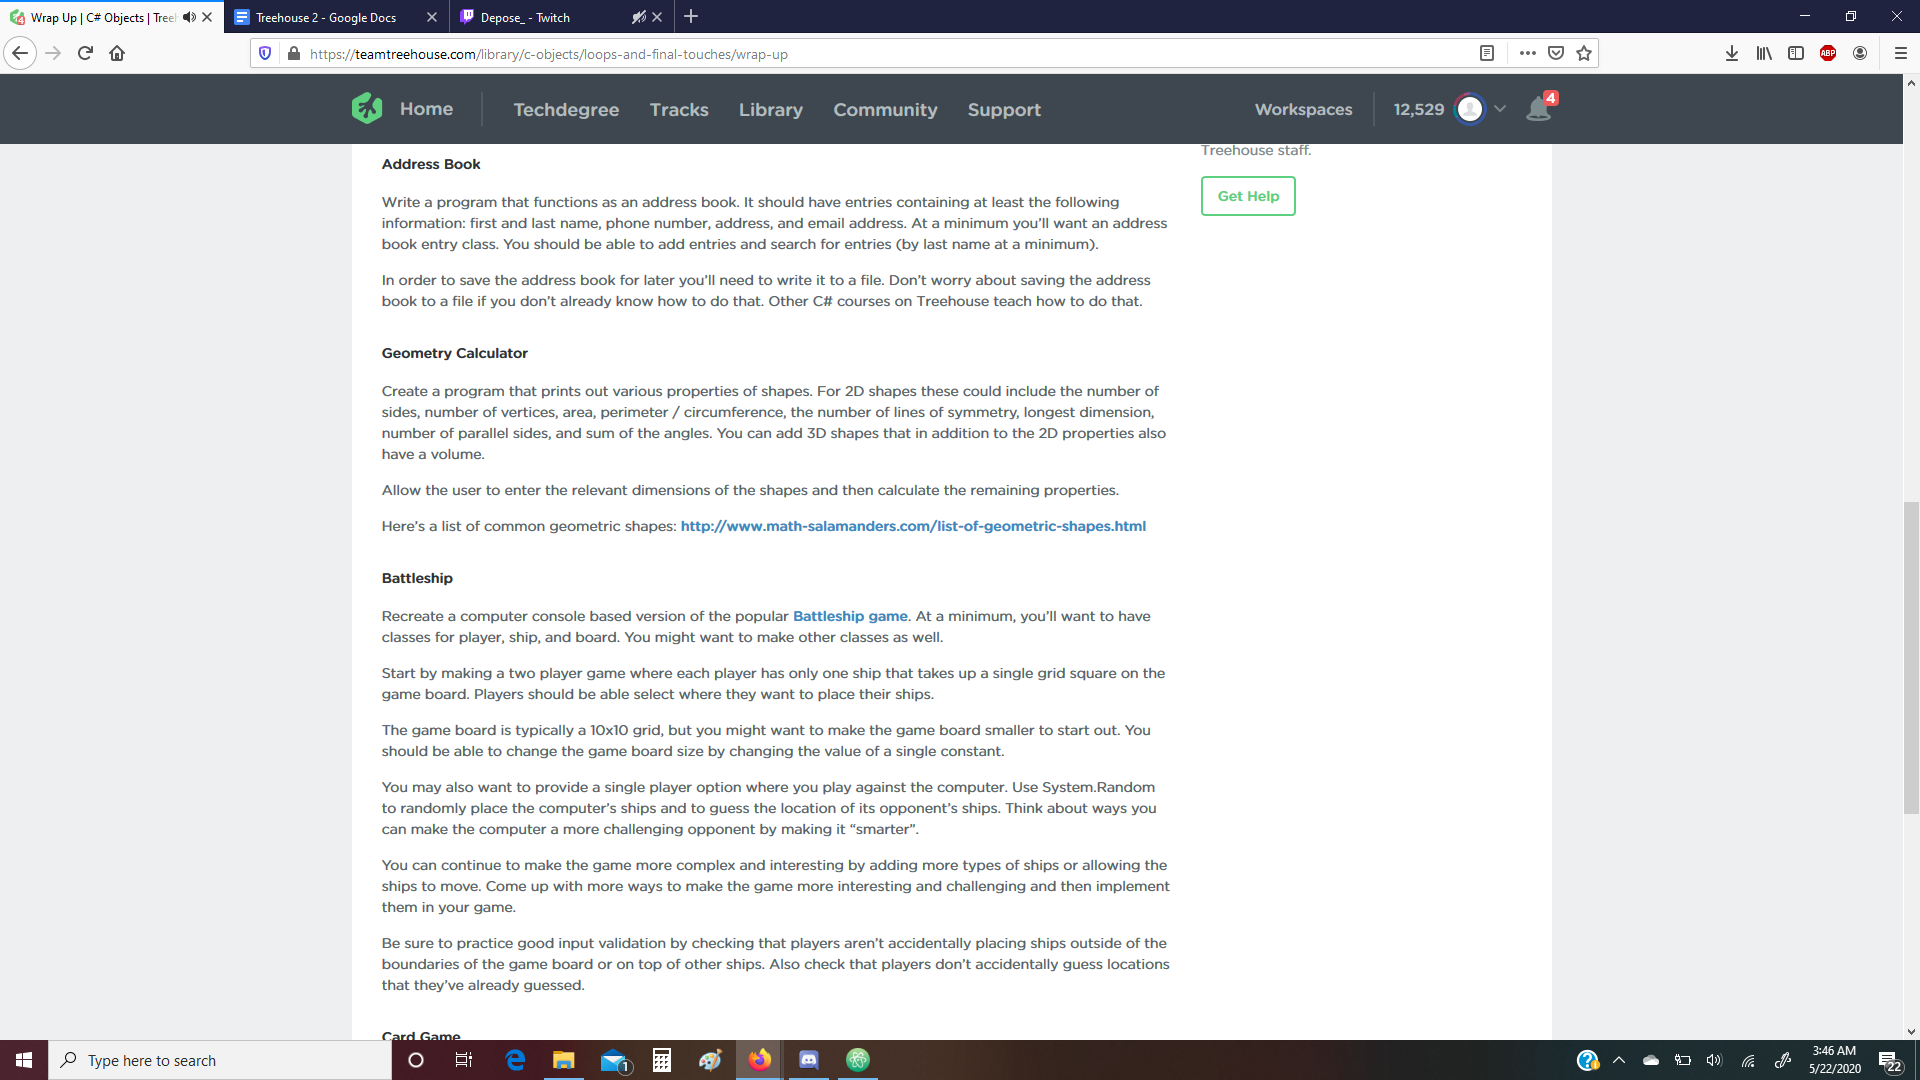 Wrap Up | C# Objects | Treeh
Treehouse 2 - Google Docs
Depose_ - Twitch
https://teamtreehouse.com/library/c-objects/loops-and-final-touches/wrap-up
ABP
Home
Techdegree
Tracks
Library
Community
Support
Workspaces
12,529
4
Treehouse staff.
Get Help
Address Book
Write a program that functions as an address book. It should have entries containing at least the following
information: first and last name, phone number, address, and email address. At a minimum you’ll want an address
book entry class. You should be able to add entries and search for entries (by last name at a minimum).
In order to save the address book for later you’ll need to write it to a file. Don’t worry about saving the address
book to a file if you don’t already know how to do that. Other C# courses on Treehouse teach how to do that.
Geometry Calculator
Create a program that prints out various properties of shapes. For 2D shapes these could include the number of
sides, number of vertices, area, perimeter / circumference, the number of lines of symmetry, longest dimension,
number of parallel sides, and sum of the angles. You can add 3D shapes that in addition to the 2D properties also
have a volume.
Allow the user to enter the relevant dimensions of the shapes and then calculate the remaining properties.
Here’s a list of common geometric shapes: http://www.math-salamanders.com/list-of-geometric-shapes.html
Battleship
Recreate a computer console based version of the popular Battleship game. At a minimum, you’ll want to have
classes for player, ship, and board. You might want to make other classes as well.
Start by making a two player game where each player has only one ship that takes up a single grid square on the
game board. Players should be able select where they want to place their ships.
The game board is typically a 10x10 grid, but you might want to make the game board smaller to start out. You
should be able to change the game board size by changing the value of a single constant.
You may also want to provide a single player option where you play against the computer. Use System.Random
to randomly place the computer’s ships and to guess the location of its opponent’s ships. Think about ways you
can make the computer a more challenging opponent by making it “smarter”.
You can continue to make the game more complex and interesting by adding more types of ships or allowing the
ships to move. Come up with more ways to make the game more interesting and challenging and then implement
them in your game.
Be sure to practice good input validation by checking that players aren’t accidentally placing ships outside of the
boundaries of the game board or on top of other ships. Also check that players don’t accidentally guess locations
that they’ve already guessed.
Card Game
Type here to search
1
3:46 AM
5/22/2020
22